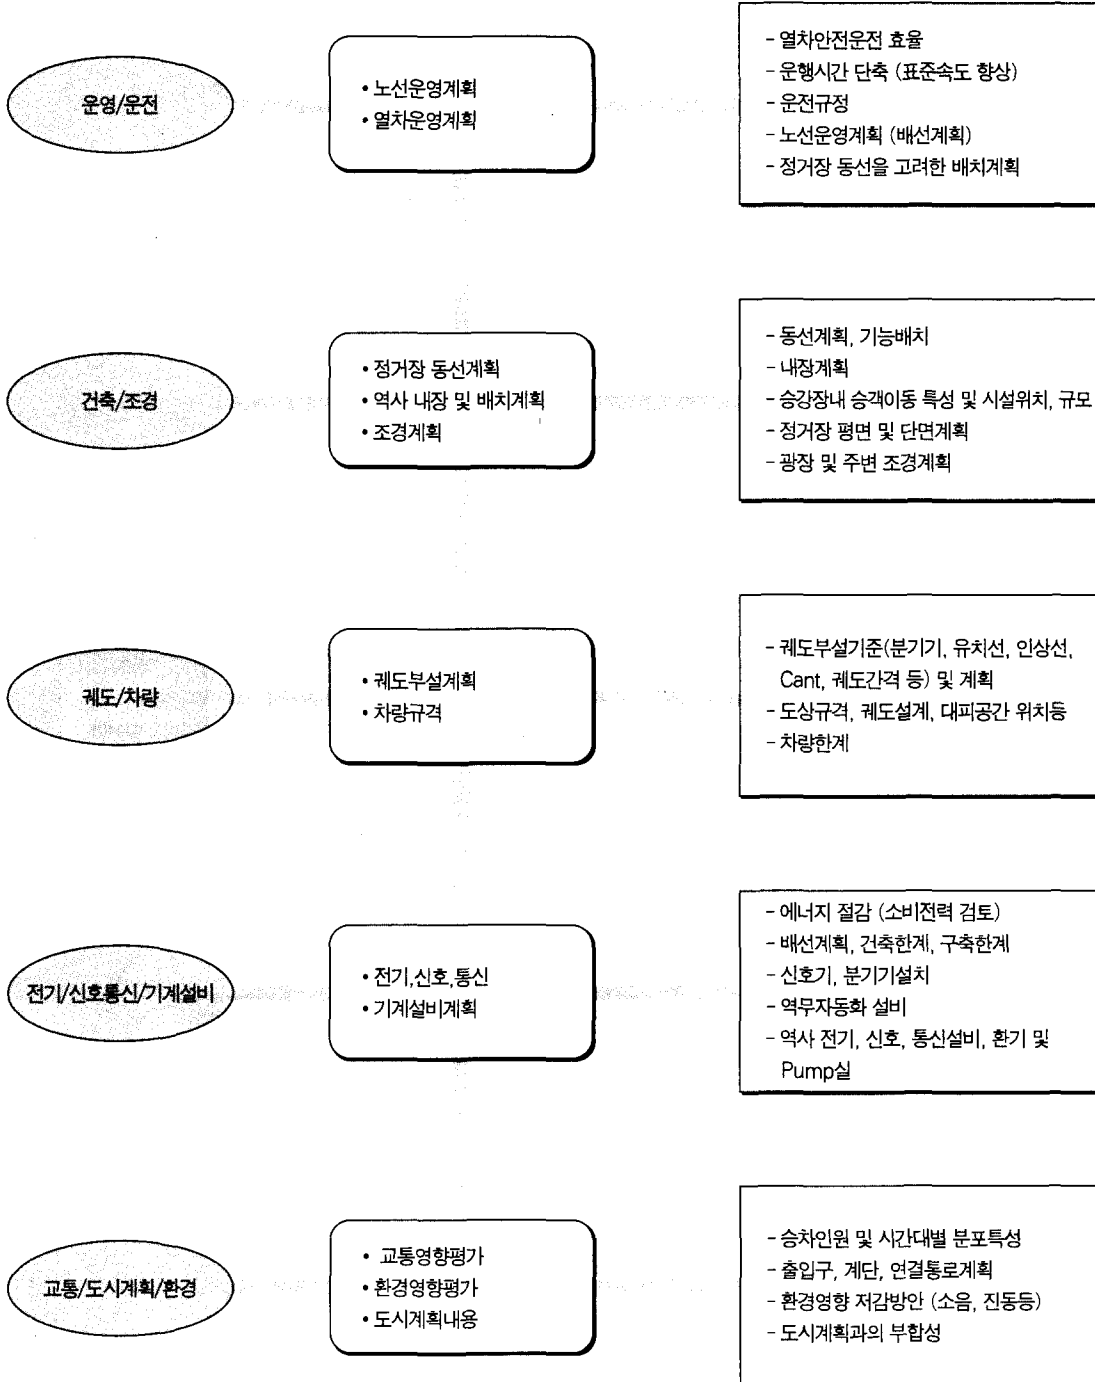 운영/운전
• 노선운영계획
• 열차운영계획
- 열차안전운전 효율
- 운행시간 단축 (표준속도 향상)
- 운전규정
- 노선운영계획 (배선계획)
- 정거장 동선을 고려한 배치계획
건축/조경
• 정거장 동선계획
• 역사 내장 및 배치계획
• 조경계획
- 동선계획, 기능배치
- 내장계획
- 승강장내 승객이동 특성 및 시설위치, 규모
- 정거장 평면 및 단면계획
- 광장 및 주변 조경계획
궤도/차량
• 궤도부설계획
• 차량규격
- 궤도부설기준(분기기, 유치선, 인상선,
Cant, 궤도간격 등) 및 계획
- 도상규격, 궤도설계, 대피공간 위치등
- 차량한계
전기/신호통신/기계설비
• 전기,신호,통신
• 기계설비계획
- 에너지 절감 (소비전력 검토)
- 배선계획, 건축한계, 구축한계
- 신호기, 분기기설치
- 역무자동화 설비
- 역사 전기, 신호, 통신설비, 환기 및
Pump실
교통/도시계획/환경
• 교통영향평가
• 환경영향평가
• 도시계획내용
- 승차인원 및 시간대별 분포특성
- 출입구, 계단, 연결통로계획
- 환경영향 저감방안 (소음, 진동등)
- 도시계획과의 부합성